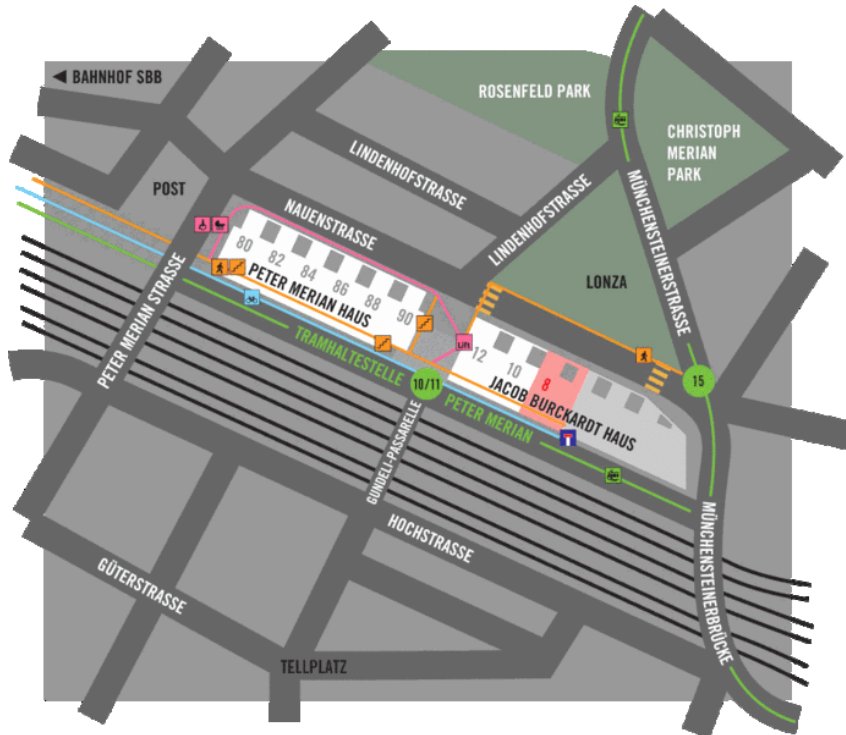 BAHNHOF SBB
ROSENFELD PARK
CHRISTOPH
MERIAN
PARK
LINDENHOFSTRASSE
POST
NAUENSTRASSE
LINDENHOFSTRASSE
MÜNCHENSTEINERSTRASSE
80
82
84
86
88
90
PETER MERIAN HAUS
LONZA
PETER MERIAN STRASSE
TRAMHALTESTELLE
LIFT
12
10
8
JACOB BURCKARDT HAUS
10/11
15
PETER MERIAN
GUNDELI-PASSARELLE
HOCHSTRASSE
MÜNCHENSTEINERBRÜCKE
GÜTERSTRASSE
TELLPLATZ